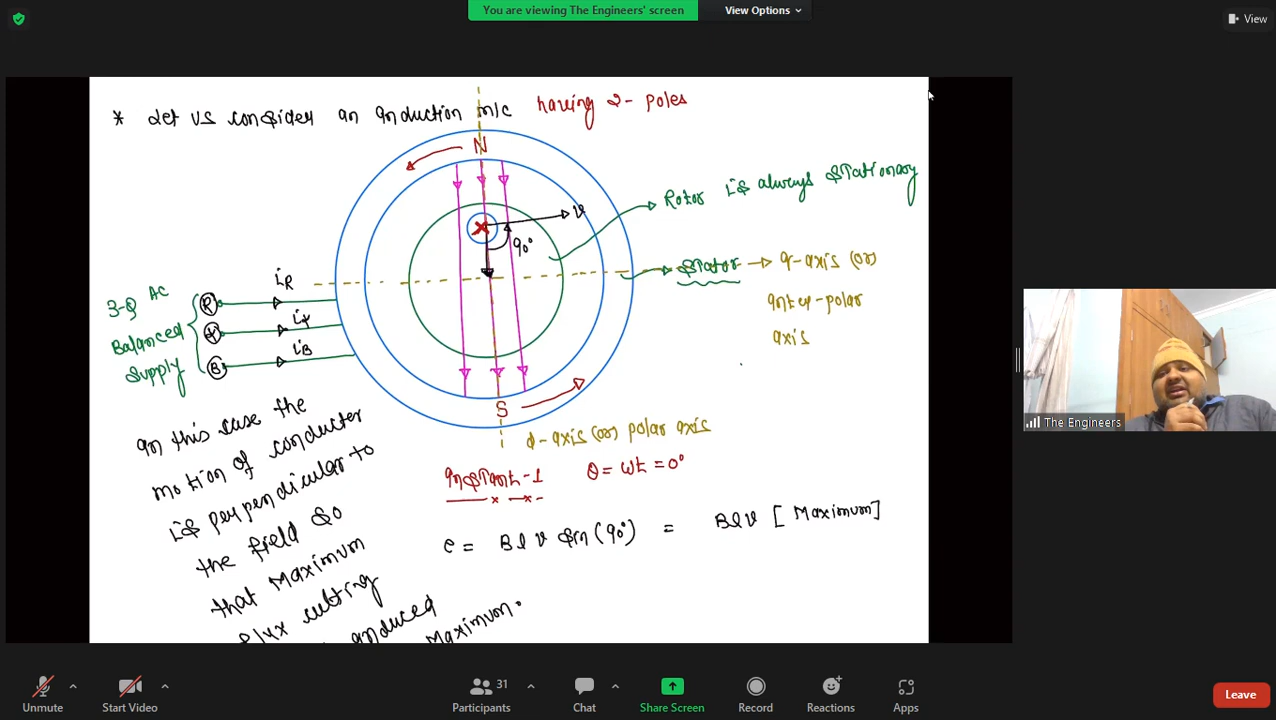 You are viewing The Engineers' screen
View Options
View
* Let us consider an induction m/c having 2-poles
N
Rotor is always stationary
v
90°
Stator → q-axis (or)
inter-polar
axis
3-Φ AC
Balanced
supply
R
Y
B
iR
iY
iB
S
d-axis (or) polar axis
Instant-1 θ = ωt = 0°
e = Blv Sin(90°) = Blv [Maximum]
In this case the
motion of conductor
is perpendicular to
the field so
that Maximum
flux cutting
induced
Maximum.
The Engineers
Unmute
Start Video
31
Participants
Chat
Share Screen
Record
Reactions
Apps
Leave